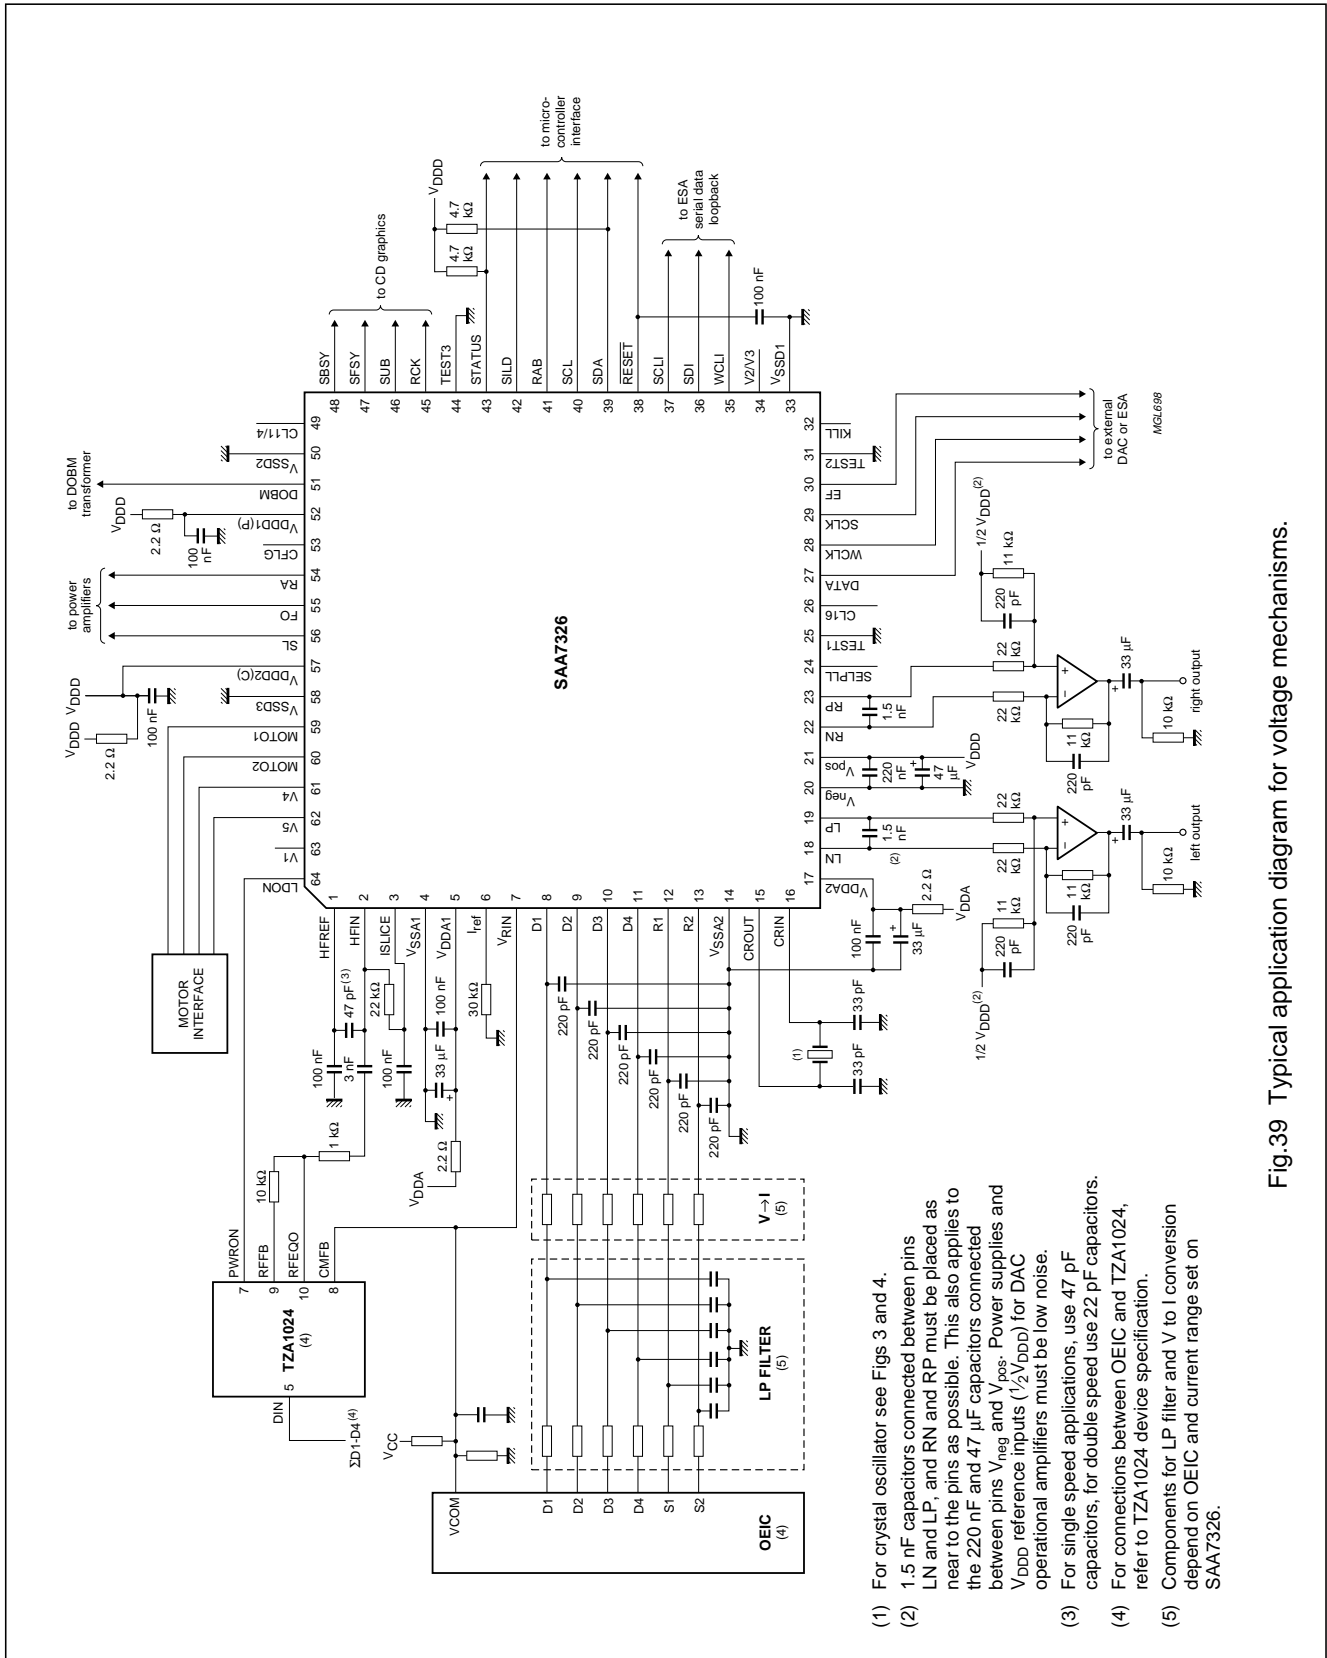 to DOBM
transformer
to power
amplifiers
to CD graphics
to micro-
controller
interface
to ESA
serial data
loopback
to external
DAC or ESA
MGL698
VDDD
4.7
kΩ
4.7
kΩ
100 nF
SBSY
SFSY
SUB
RCK
TEST3
STATUS
SILD
RAB
SCL
SDA
RESET
SCLI
SDI
WCLI
V2/V3
VSSD1
48
47
46
45
44
43
42
41
40
39
38
37
36
35
34
33
VDDD
2.2 Ω
100
nF
VDDD
VDDD
2.2 Ω
100 nF
49 CL11/4
50 VSSD2
51 DOBM
52 VDDD1(P)
53 CFLG
54 RA
55 FO
56 SL
57 VDDD2(C)
58 VSSD3
59 MOTO1
60 MOTO2
61 V4
62 V5
63 V1
64 LDON
SAA7326
32 KILL
31 TEST2
30 EF
29 SCLK
28 WCLK
27 DATA
26 CL16
25 TEST1
24 SELPLL
23 RP
22 RN
21 Vpos
20 Vneg
19 LP
18 LN
17 VDDA2
1
2
3
4
5
6
7
8
9
10
11
12
13
14
15
16
HFREF
HFIN
ISLICE
VSSA1
VDDA1
Iref
VRIN
D1
D2
D3
D4
R1
R2
VSSA2
CROUT
CRIN
MOTOR
INTERFACE
100 nF
47 pF(3)
3 nF
22 kΩ
100 nF
33 µF
100 nF
30 kΩ
1 kΩ
10 kΩ
2.2 Ω
VDDA
220 pF
220 pF
220 pF
220 pF
220 pF
220 pF
(1)
33 pF
33 pF
100 nF
33 µF
2.2 Ω
VDDA
1.5
nF
(2)
220
nF
47
µF
VDDD
1.5
nF
22
kΩ
22
kΩ
11
kΩ
220
pF
1/2 VDDD(2)
11
kΩ
220
pF
33 µF
10 kΩ
left output
22
kΩ
22
kΩ
11 kΩ
220
pF
1/2 VDDD(2)
11
kΩ
220
pF
33 µF
10 kΩ
right output
PWRON
RFFB
RFEQO
CMFB
7
9
10
8
TZA1024
(4)
5
DIN
ΣD1-D4(4)
V→I
(5)
LP FILTER
(5)
VCC
VCOM
D1
D2
D3
D4
S1
S2
OEIC
(4)
(1) For crystal oscillator see Figs 3 and 4.
(2) 1.5 nF capacitors connected between pins
LN and LP, and RN and RP must be placed as
near to the pins as possible. This also applies to
the 220 nF and 47 µF capacitors connected
between pins Vneg and Vpos. Power supplies and
VDDD reference inputs (½VDDD) for DAC
operational amplifiers must be low noise.
(3) For single speed applications, use 47 pF
capacitors, for double speed use 22 pF capacitors.
(4) For connections between OEIC and TZA1024,
refer to TZA1024 device specification.
(5) Components for LP filter and V to I conversion
depend on OEIC and current range set on
SAA7326.
Fig.39 Typical application diagram for voltage mechanisms.